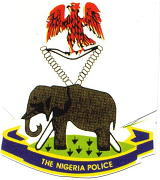 THE NIGERIA POLICE